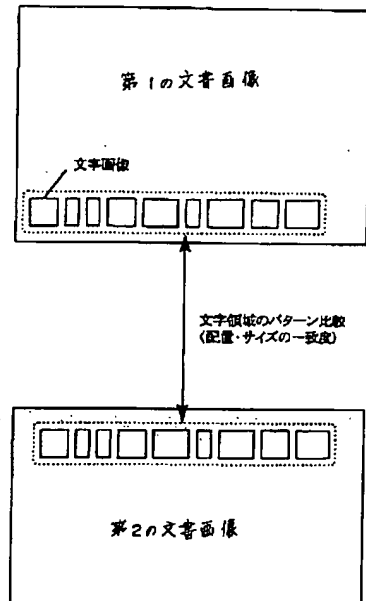 第1の文書画像
文字画像
文字領域のパターン比較
(配置・サイズの一致度)
第2の文書画像